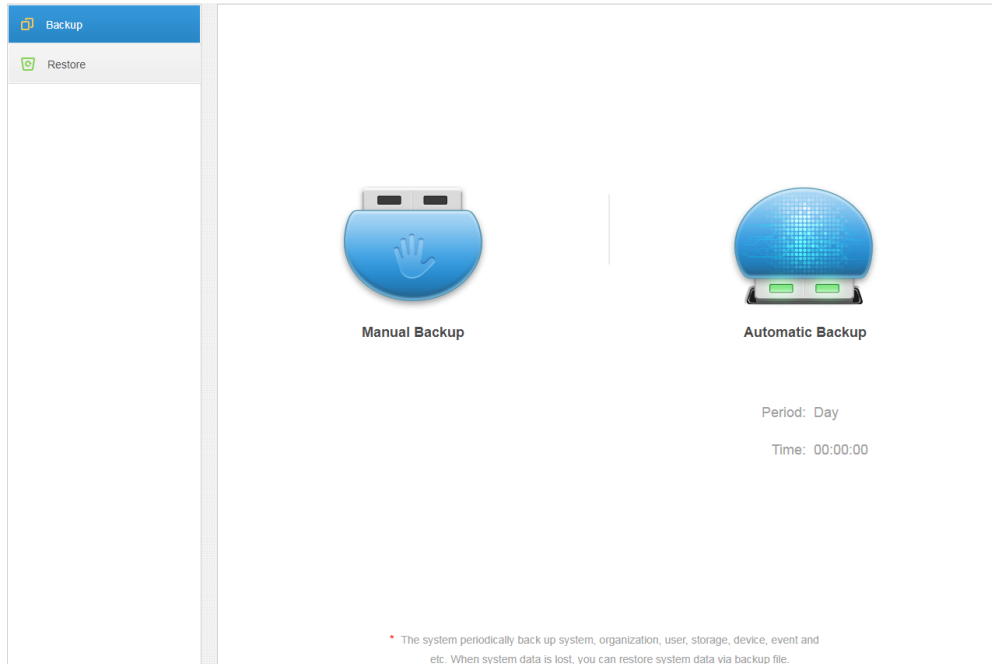 Backup
Restore
Manual Backup
Automatic Backup
Period: Day
Time: 00:00:00
* The system periodically back up system, organization, user, storage, device, event and
etc. When system data is lost, you can restore system data via backup file.